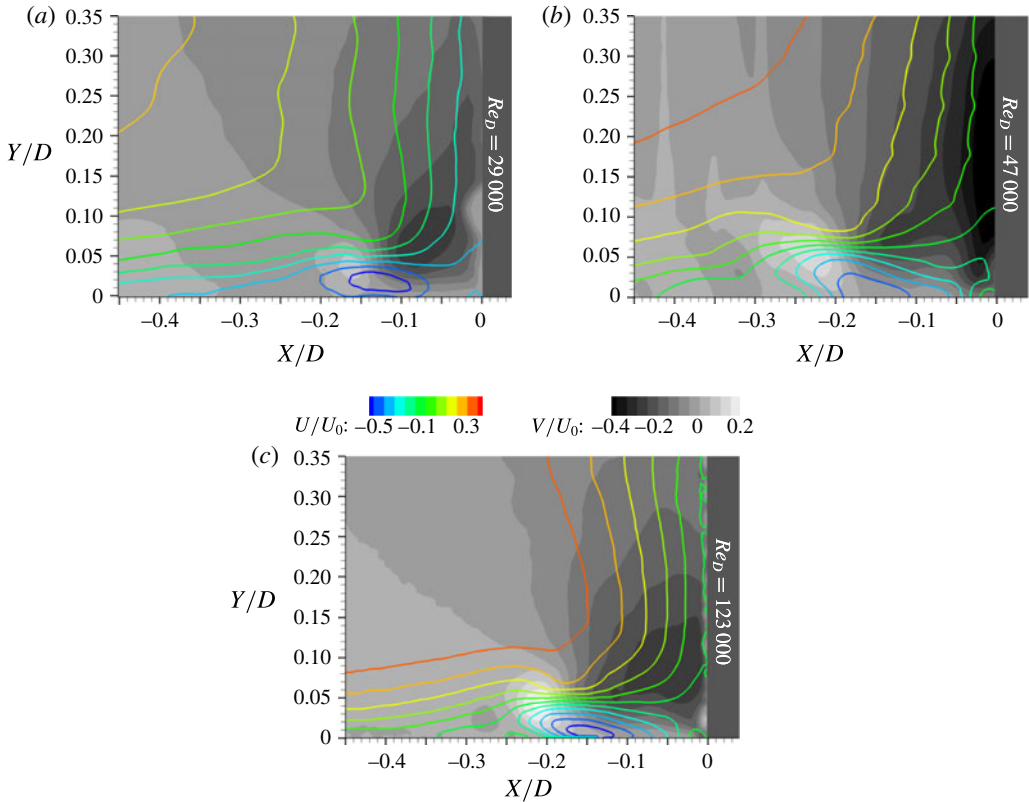 (a) 0.35 0.30 0.25 0.20 0.15 0.10 0.05 0
Y/D
−0.4 −0.3 −0.2 −0.1 0
X/D
Re_D = 29 000
(b) 0.35 0.30 0.25 0.20 0.15 0.10 0.05 0
−0.4 −0.3 −0.2 −0.1 0
X/D
Re_D = 47 000
U/U_0: −0.5 −0.1 0.3
V/U_0: −0.4 −0.2 0 0.2
(c) 0.35 0.30 0.25 0.20 0.15 0.10 0.05 0
Y/D
−0.4 −0.3 −0.2 −0.1 0
X/D
Re_D = 123 000